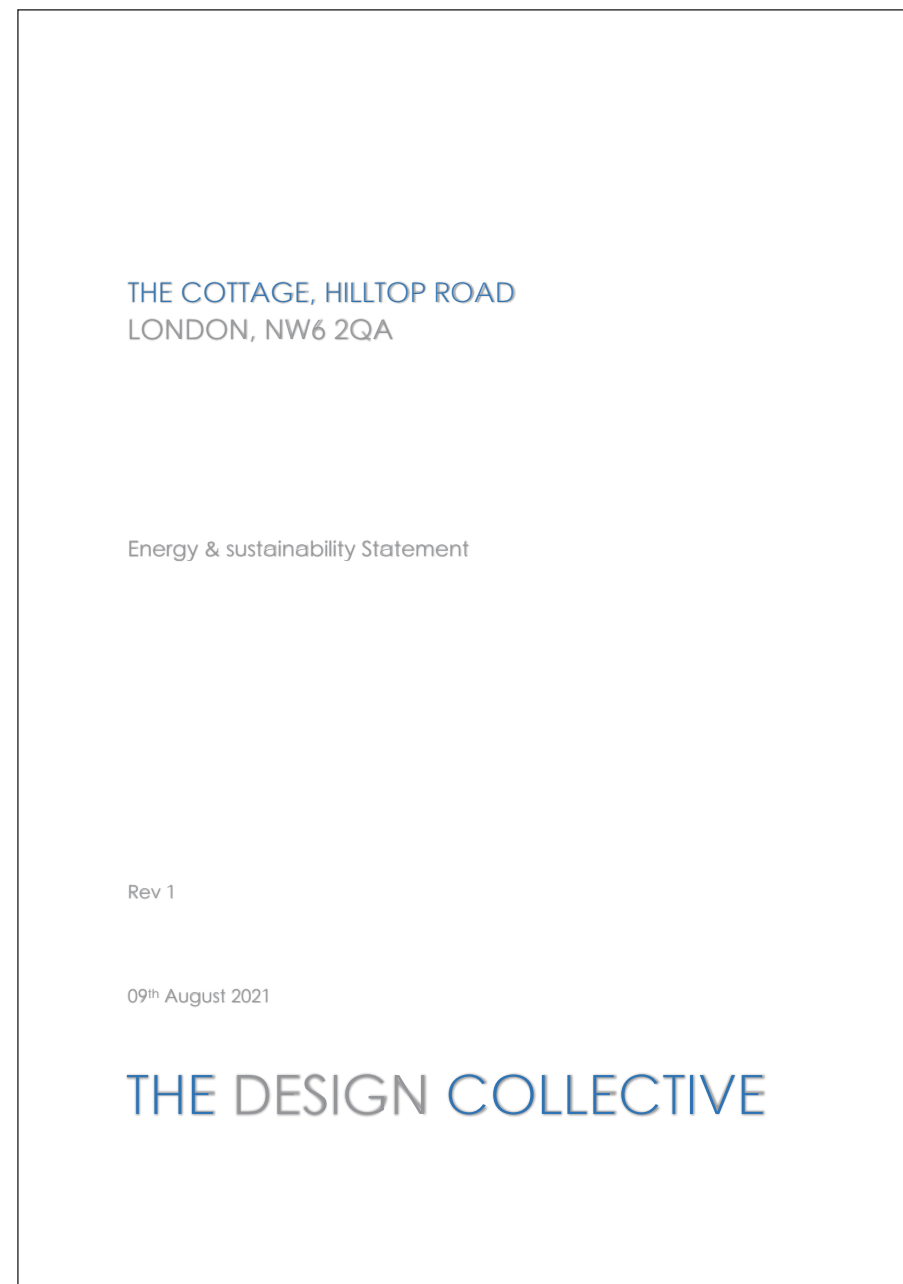 THE COTTAGE, HILLTOP ROAD
LONDON, NW6 2QA
Energy & sustainability Statement
Rev 1
09th August 2021
THE DESIGN COLLECTIVE